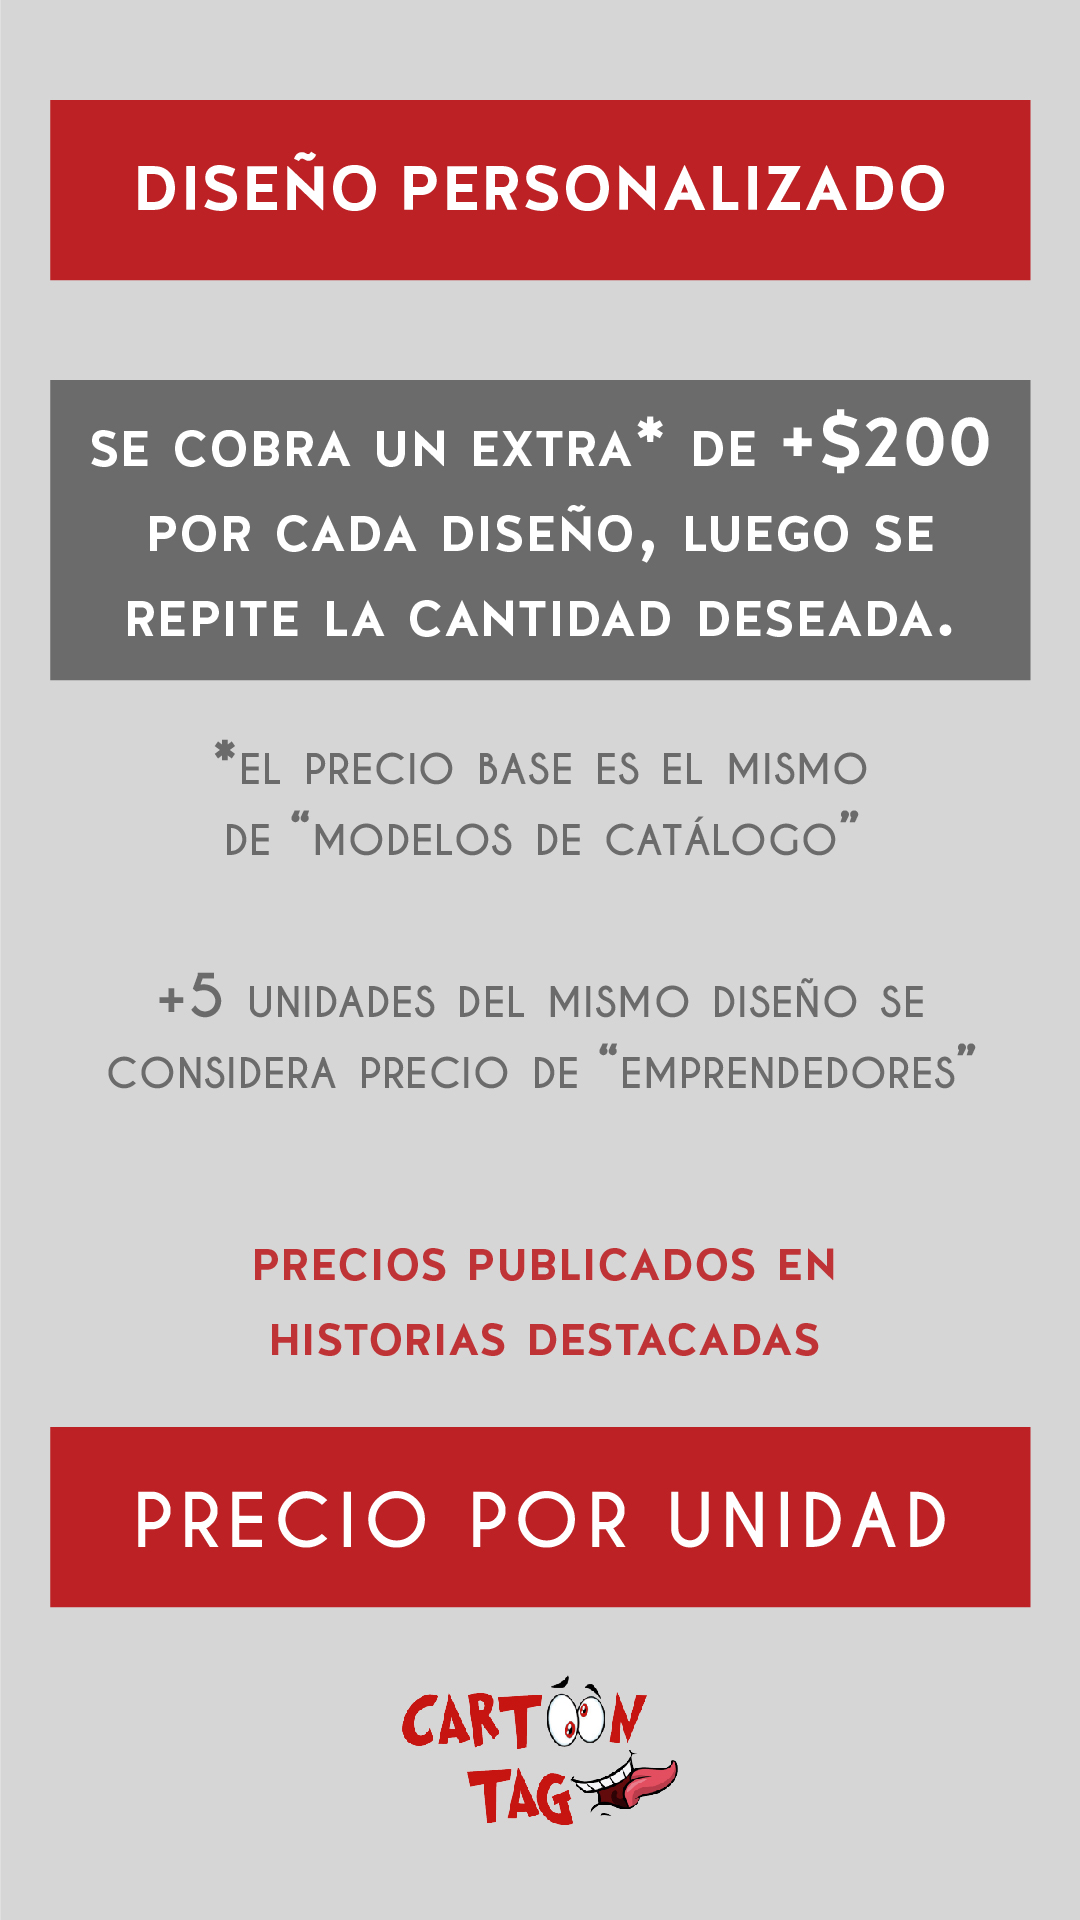 DISEÑO PERSONALIZADO
SE COBRA UN EXTRA* DE +$200
POR CADA DISEÑO, LUEGO SE
REPITE LA CANTIDAD DESEADA.
*EL PRECIO BASE ES EL MISMO
DE “MODELOS DE CATÁLOGO”
+5 UNIDADES DEL MISMO DISEÑO SE
CONSIDERA PRECIO DE “EMPRENDEDORES”
PRECIOS PUBLICADOS EN
HISTORIAS DESTACADAS
PRECIO POR UNIDAD
CARTOON
TAG